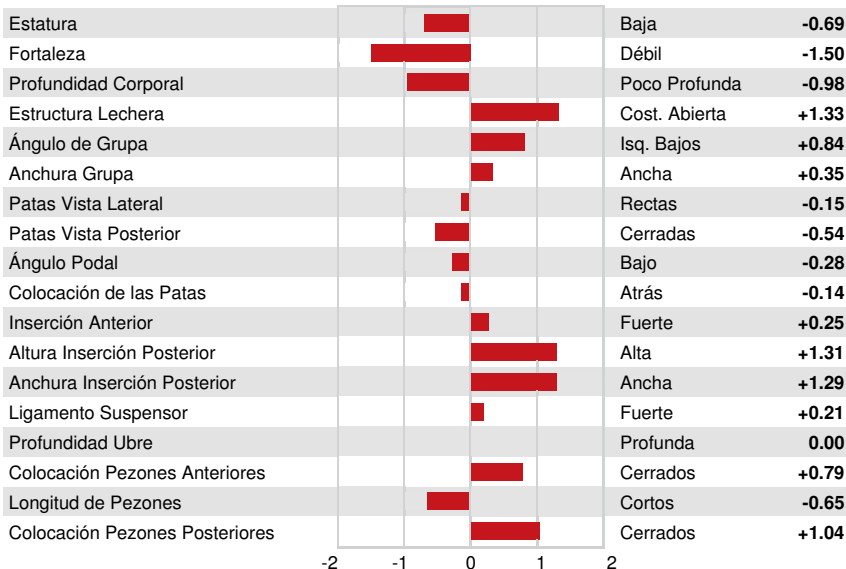 Estatura Baja -0.69
Fortaleza Débil -1.50
Profundidad Corporal Poco Profunda -0.98
Estructura Lechera Cost. Abierta +1.33
Ángulo de Grupa Isq. Bajos +0.84
Anchura Grupa Ancha +0.35
Patas Vista Lateral Rectas -0.15
Patas Vista Posterior Cerradas -0.54
Ángulo Podal Bajo -0.28
Colocación de las Patas Atrás -0.14
Inserción Anterior Fuerte +0.25
Altura Inserción Posterior Alta +1.31
Anchura Inserción Posterior Ancha +1.29
Ligamento Suspensor Fuerte +0.21
Profundidad Ubre Profunda 0.00
Colocación Pezones Anteriores Cerrados +0.79
Longitud de Pezones Cortos -0.65
Colocación Pezones Posteriores Cerrados +1.04
-2 -1 0 1 2